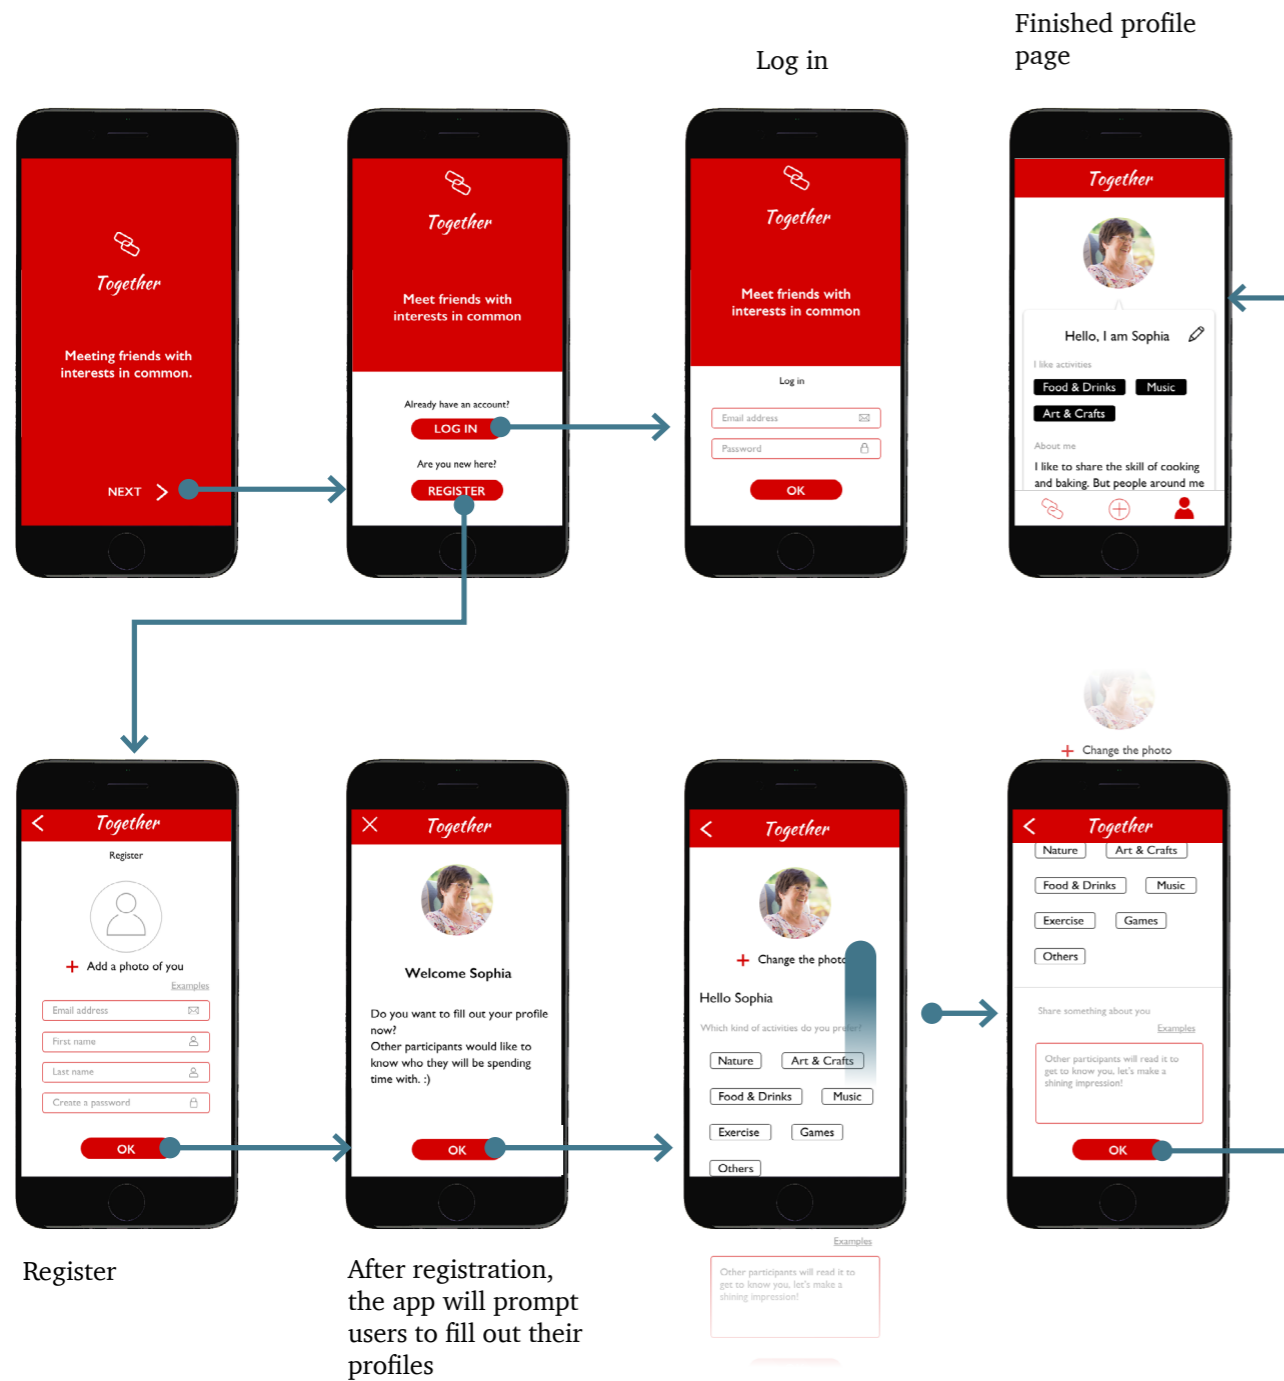 Log in
Finished profile
page
Together
Meeting friends with
interests in common.
NEXT
Together
Meet friends with
interests in common
Already have an account?
LOG IN
Are you new here?
REGISTER
Together
Meet friends with
interests in common
Log in
Email address
Password
OK
Together
Hello, I am Sophia
I like activities
Food & Drinks
Music
Art & Crafts
About me
I like to share the skill of cooking
and baking. But people around me
Together
Register
Add a photo of you
Examples
Email address
First name
Last name
Create a password
OK
Register
Together
Welcome Sophia
Do you want to fill out your profile
now?
Other participants would like to
know who they will be spending
time with. :)
OK
After registration,
the app will prompt
users to fill out their
profiles
Together
Change the photo
Hello Sophia
Which kind of activities do you prefer?
Nature
Art & Crafts
Food & Drinks
Music
Exercise
Games
Others
Examples
Other participants will read it to
get to know you, let's make a
shining impression!
Change the photo
Together
Nature
Art & Crafts
Food & Drinks
Music
Exercise
Games
Others
Share something about you
Examples
Other participants will read it to
get to know you, let's make a
shining impression!
OK